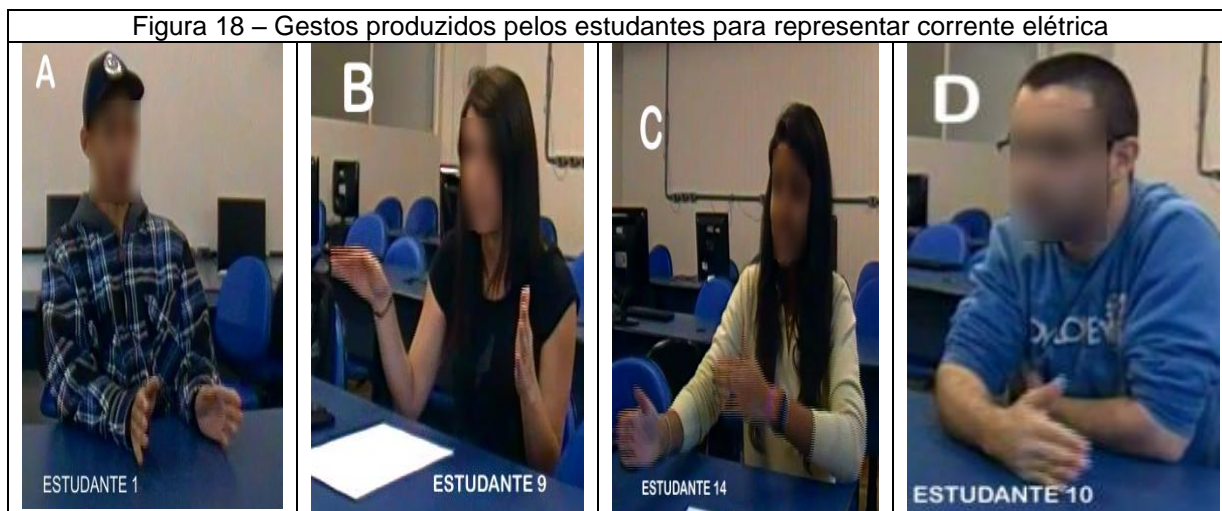 Figura 18 – Gestos produzidos pelos estudantes para representar corrente elétrica
A
B
C
D
ESTUDANTE 1
ESTUDANTE 9
ESTUDANTE 14
ESTUDANTE 10